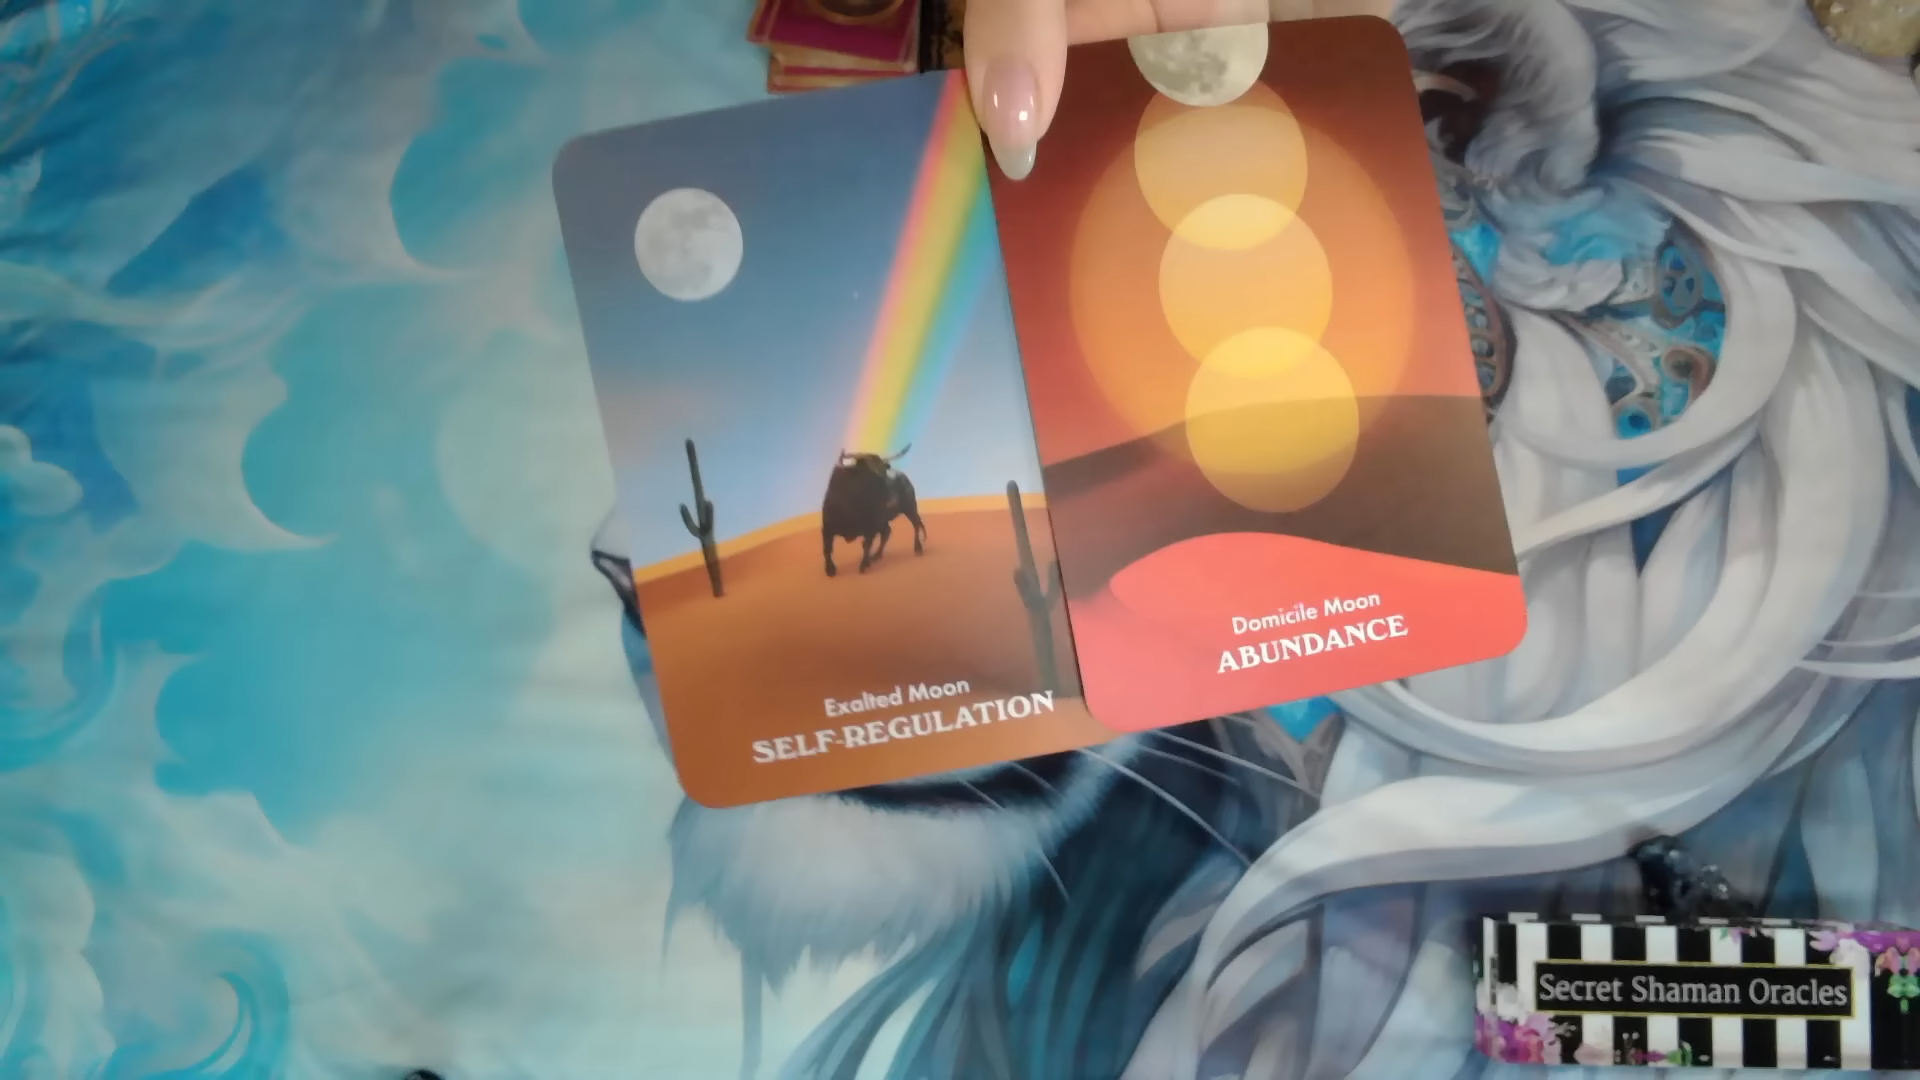 Exalted Moon
SELF-REGULATION
Domicile Moon
ABUNDANCE
Secret Shaman Oracles